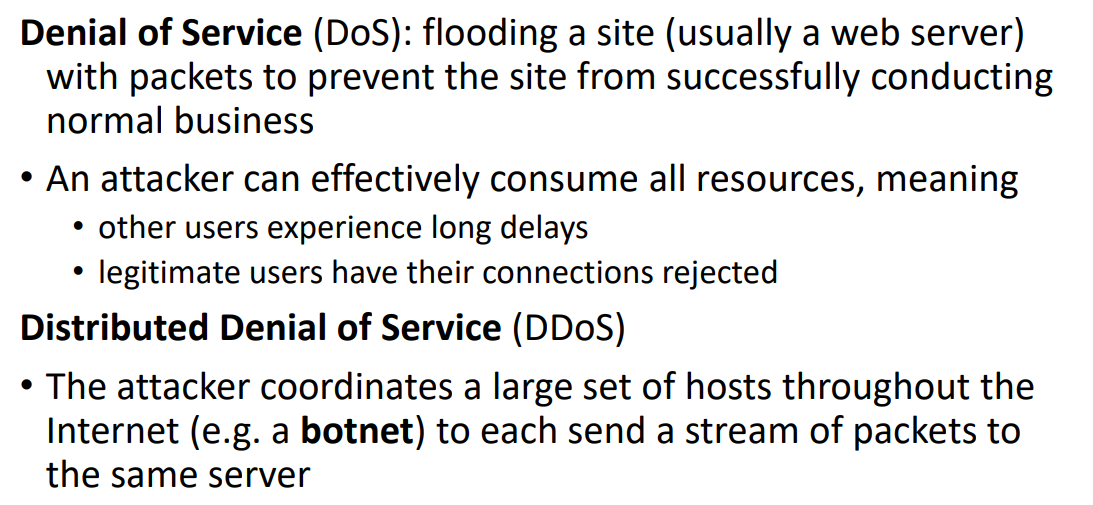 Denial of Service (DoS): flooding a site (usually a web server)
with packets to prevent the site from successfully conducting
normal business
• An attacker can effectively consume all resources, meaning
• other users experience long delays
• legitimate users have their connections rejected
Distributed Denial of Service (DDoS)
• The attacker coordinates a large set of hosts throughout the
Internet (e.g. a botnet) to each send a stream of packets to
the same server